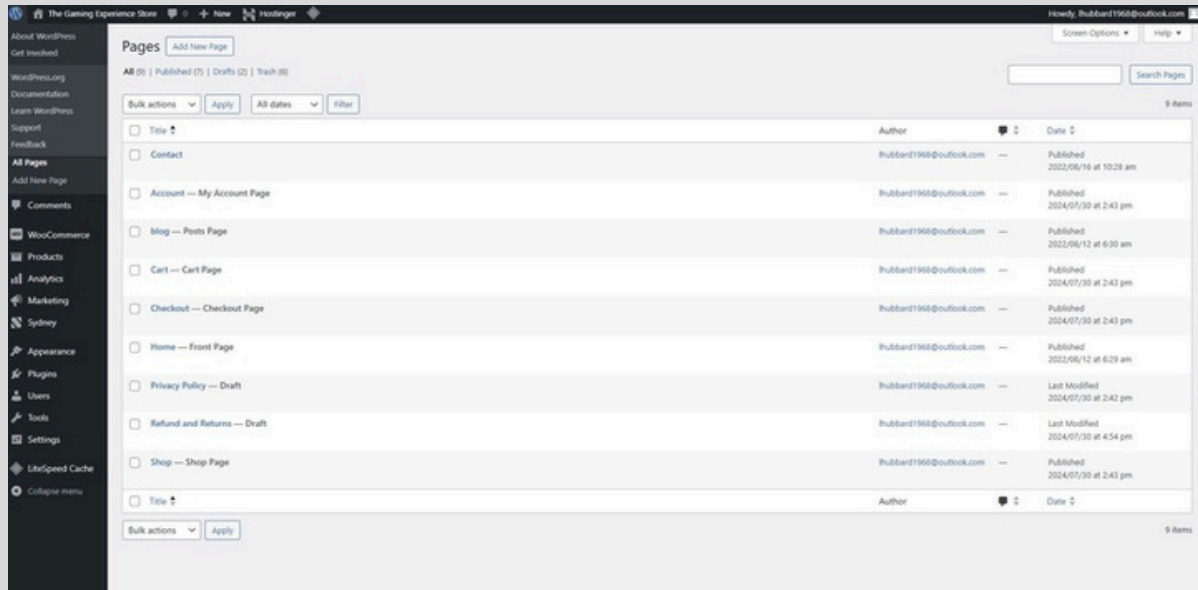 The Gaming Experience Store 0 + New Hostinger Howdy, lhubbard1968@outlook.com
About WordPress
Get Involved
WordPress.org
Documentation
Learn WordPress
Support
Feedback
All Pages
Add New Page
Comments
WooCommerce
Products
Analytics
Marketing
Sydney
Appearance
Plugins
Users
Tools
Settings
LiteSpeed Cache
Collapse menu
Screen Options Help
Pages Add New Page
All (9) | Published (7) | Drafts (2) | Trash (6)
Search Pages
Bulk actions Apply All dates Filter 9 items
Title Author Date
Contact lhubbard1968@outlook.com — Published
2022/08/16 at 10:28 am
Account — My Account Page lhubbard1968@outlook.com — Published
2024/07/30 at 2:43 pm
blog — Posts Page lhubbard1968@outlook.com — Published
2022/08/12 at 6:30 am
Cart — Cart Page lhubbard1968@outlook.com — Published
2024/07/30 at 2:43 pm
Checkout — Checkout Page lhubbard1968@outlook.com — Published
2024/07/30 at 2:43 pm
Home — Front Page lhubbard1968@outlook.com — Published
2022/08/12 at 6:29 am
Privacy Policy — Draft lhubbard1968@outlook.com — Last Modified
2024/07/30 at 2:42 pm
Refund and Returns — Draft lhubbard1968@outlook.com — Last Modified
2024/07/30 at 4:54 pm
Shop — Shop Page lhubbard1968@outlook.com — Published
2024/07/30 at 2:43 pm
Title Author Date
Bulk actions Apply 9 items